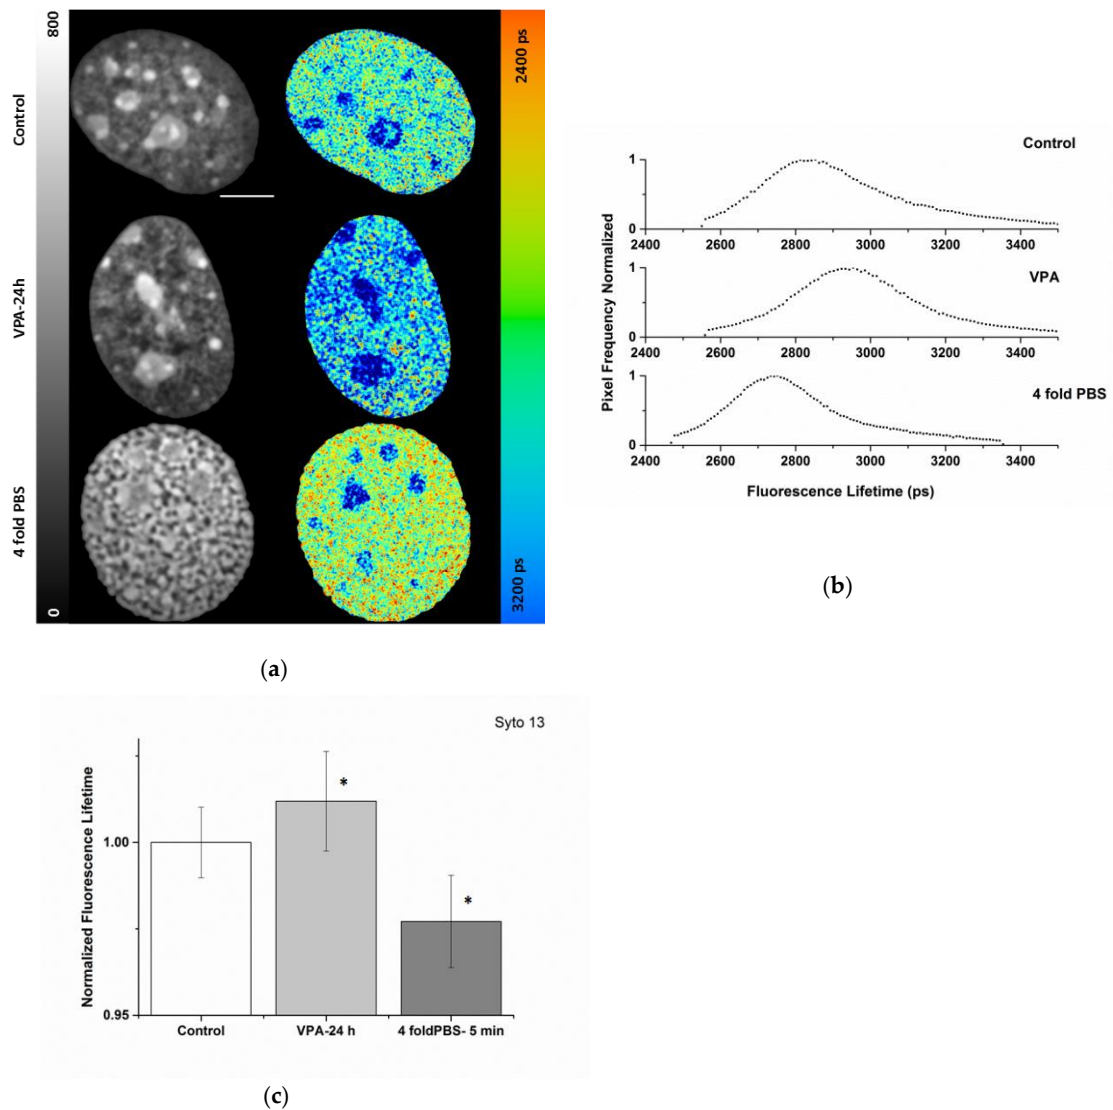 800
Control
VPA-24h
4 fold PBS
0
2400 ps
3200 ps
(a)
Pixel Frequency Normalized
Control
1
0
2400 2600 2800 3000 3200 3400
VPA
1
0
2400 2600 2800 3000 3200 3400
4 fold PBS
1
0
2400 2600 2800 3000 3200 3400
Fluorescence Lifetime (ps)
(b)
Syto 13
Normalized Fluorescence Lifetime
1.00
0.95
*
*
Control VPA-24 h 4 foldPBS- 5 min
(c)